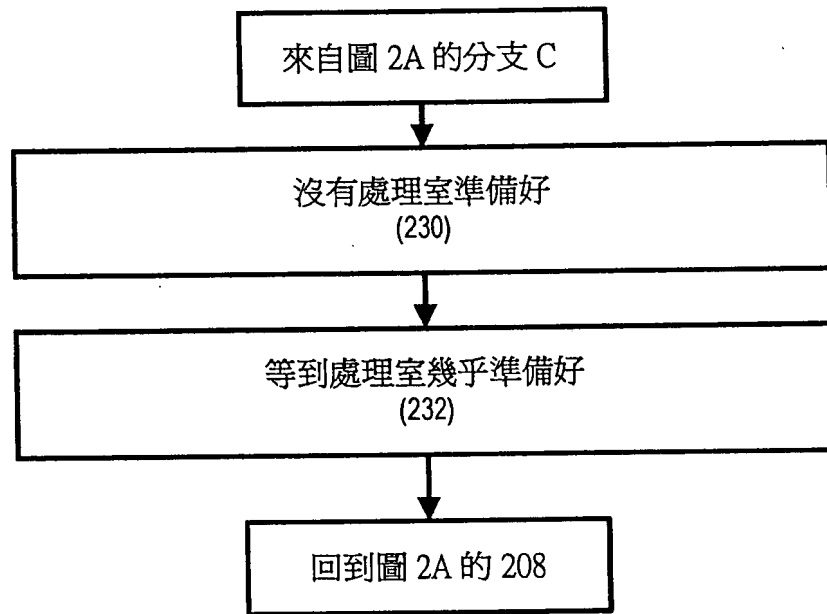 來自圖 2A 的分支 C
沒有處理室準備好
(230)
等到處理室幾乎準備好
(232)
回到圖 2A 的 208